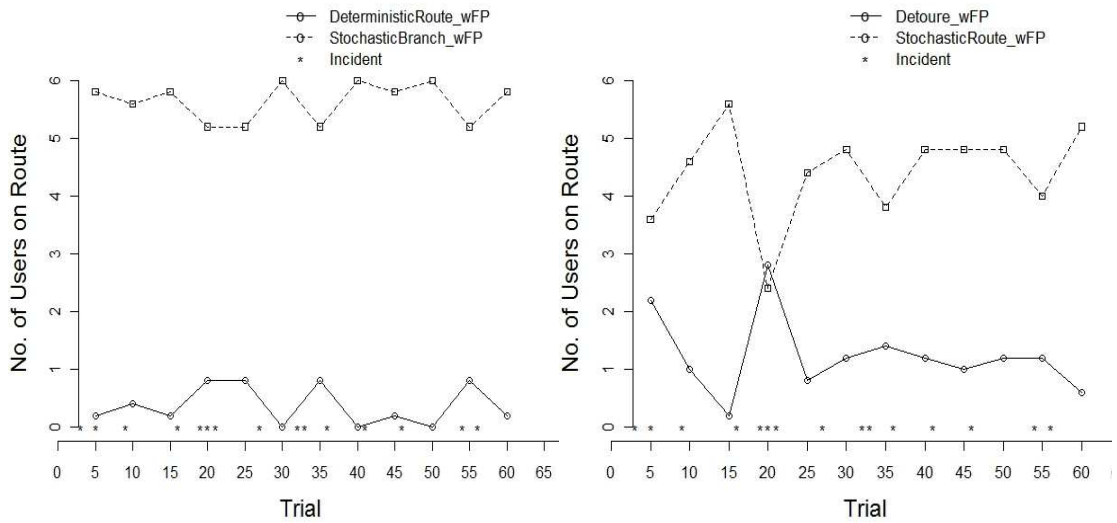 DeterministicRoute_wFP
StochasticBranch_wFP
* Incident
No. of Users on Route
6
5
4
3
2
1
0
0 5 10 15 20 25 30 35 40 45 50 55 60 65
Trial
Detoure_wFP
StochasticRoute_wFP
* Incident
No. of Users on Route
6
5
4
3
2
1
0
0 5 10 15 20 25 30 35 40 45 50 55 60
Trial